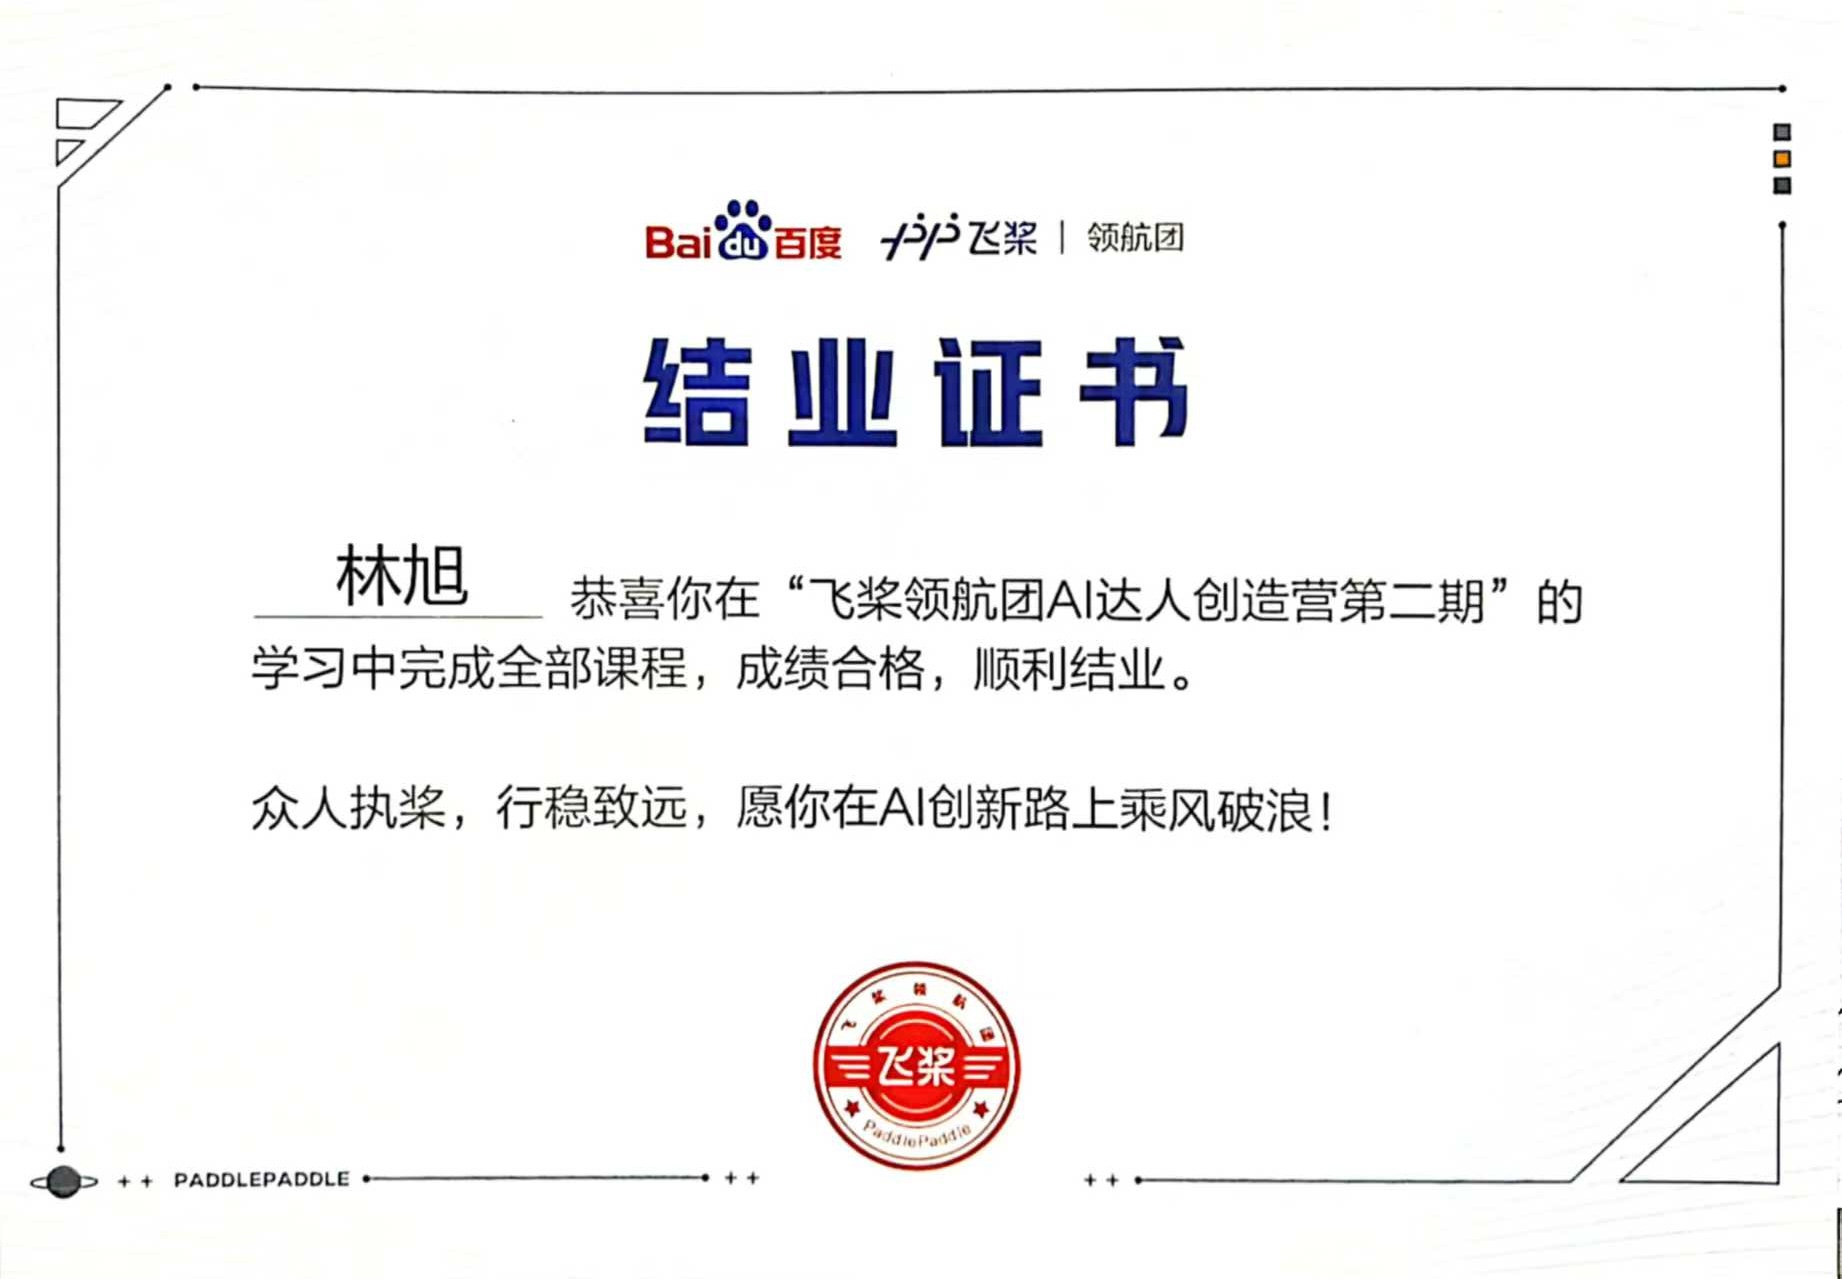 Bai du 百度 飞桨 | 领航团
结业证书
林旭 恭喜你在“飞桨领航团AI达人创造营第二期”的
学习中完成全部课程，成绩合格，顺利结业。
众人执桨，行稳致远，愿你在AI创新路上乘风破浪！
飞桨领航团
飞桨
PaddlePaddle
++ PADDLEPADDLE ++ ++